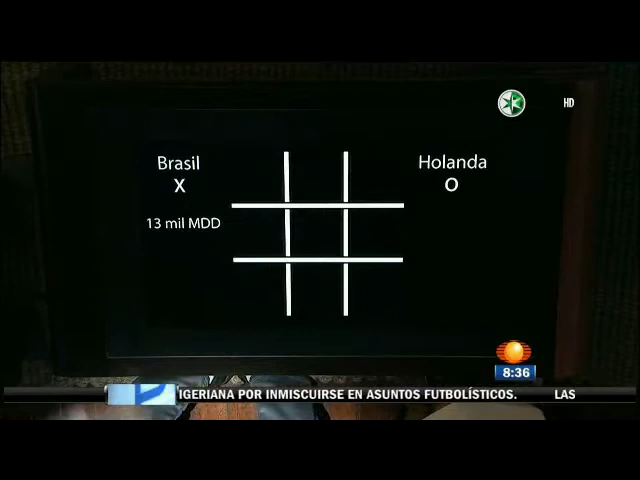 HD
Brasil
Holanda
X
O
13 mil MDD
8:36
IGERIANA POR INMISCUIRSE EN ASUNTOS FUTBOLÍSTICOS. LAS